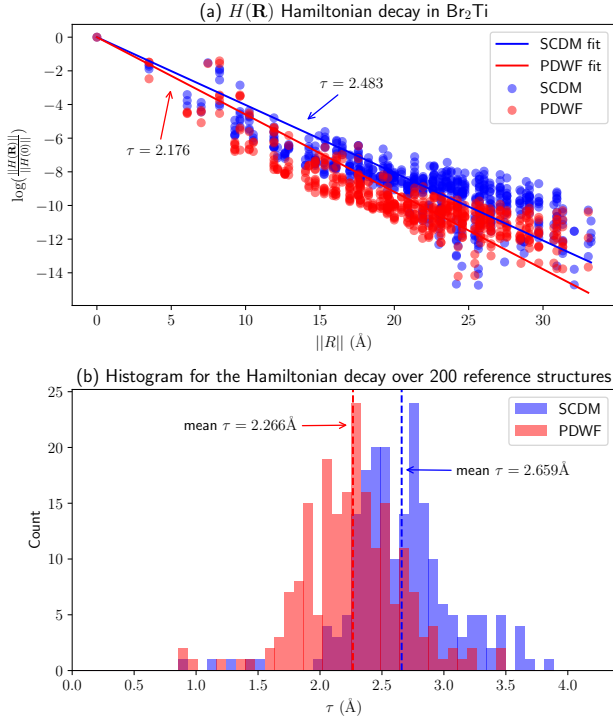 (a) H(R) Hamiltonian decay in Br₂Ti
0
−2
−4
−6
−8
−10
−12
−14
log(||H(R)||/||H(0)||)
τ = 2.483
τ = 2.176
SCDM fit
PDWF fit
SCDM
PDWF
0 5 10 15 20 25 30
||R|| (Å)
(b) Histogram for the Hamiltonian decay over 200 reference structures
25
20
15
10
5
0
Count
mean τ = 2.266Å
mean τ = 2.659Å
SCDM
PDWF
0.0 0.5 1.0 1.5 2.0 2.5 3.0 3.5 4.0
τ (Å)